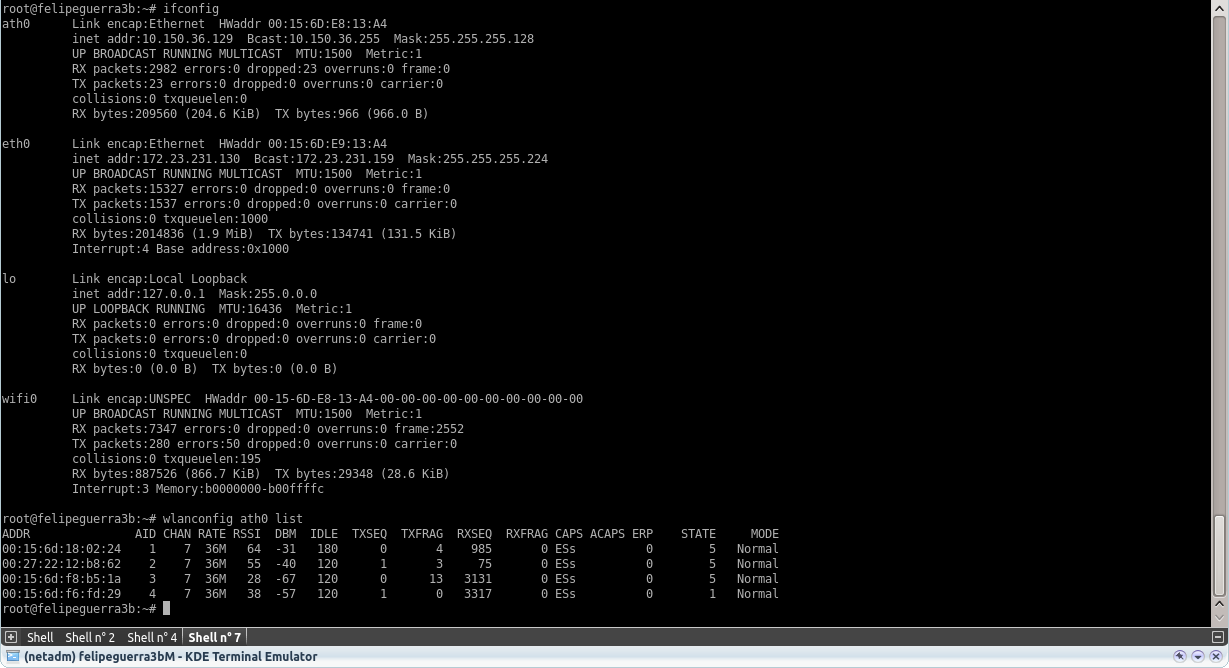 root@felipeguerra3b:~# ifconfig
ath0      Link encap:Ethernet  HWaddr 00:15:6D:E8:13:A4
          inet addr:10.150.36.129  Bcast:10.150.36.255  Mask:255.255.255.128
          UP BROADCAST RUNNING MULTICAST  MTU:1500  Metric:1
          RX packets:2982 errors:0 dropped:23 overruns:0 frame:0
          TX packets:23 errors:0 dropped:0 overruns:0 carrier:0
          collisions:0 txqueuelen:0
          RX bytes:209560 (204.6 KiB)  TX bytes:966 (966.0 B)
eth0      Link encap:Ethernet  HWaddr 00:15:6D:E9:13:A4
          inet addr:172.23.231.130  Bcast:172.23.231.159  Mask:255.255.255.224
          UP BROADCAST RUNNING MULTICAST  MTU:1500  Metric:1
          RX packets:15327 errors:0 dropped:0 overruns:0 frame:0
          TX packets:1537 errors:0 dropped:0 overruns:0 carrier:0
          collisions:0 txqueuelen:1000
          RX bytes:2014836 (1.9 MiB)  TX bytes:134741 (131.5 KiB)
          Interrupt:4 Base address:0x1000
lo        Link encap:Local Loopback
          inet addr:127.0.0.1  Mask:255.0.0.0
          UP LOOPBACK RUNNING  MTU:16436  Metric:1
          RX packets:0 errors:0 dropped:0 overruns:0 frame:0
          TX packets:0 errors:0 dropped:0 overruns:0 carrier:0
          collisions:0 txqueuelen:0
          RX bytes:0 (0.0 B)  TX bytes:0 (0.0 B)
wifi0     Link encap:UNSPEC  HWaddr 00-15-6D-E8-13-A4-00-00-00-00-00-00-00-00-00-00
          UP BROADCAST RUNNING MULTICAST  MTU:1500  Metric:1
          RX packets:7347 errors:0 dropped:0 overruns:0 frame:2552
          TX packets:280 errors:50 dropped:0 overruns:0 carrier:0
          collisions:0 txqueuelen:195
          RX bytes:887526 (866.7 KiB)  TX bytes:29348 (28.6 KiB)
          Interrupt:3 Memory:b0000000-b00ffffc
root@felipeguerra3b:~# wlanconfig ath0 list
ADDR               AID CHAN RATE RSSI  DBM  IDLE  TXSEQ  TXFRAG  RXSEQ  RXFRAG CAPS ACAPS ERP    STATE     MODE
00:15:6d:18:02:24    1    7  36M   64  -31   180      0       4    985       0 ESs          0        5   Normal
00:27:22:12:b8:62    2    7  36M   55  -40   120      1       3     75       0 ESs          0        5   Normal
00:15:6d:f8:b5:1a    3    7  36M   28  -67   120      0      13   3131       0 ESs          0        5   Normal
00:15:6d:f6:fd:29    4    7  36M   38  -57   120      1       0   3317       0 ESs          0        1   Normal
root@felipeguerra3b:~#
Shell  Shell n° 2  Shell n° 4  Shell n° 7
(netadm) felipeguerra3bM - KDE Terminal Emulator